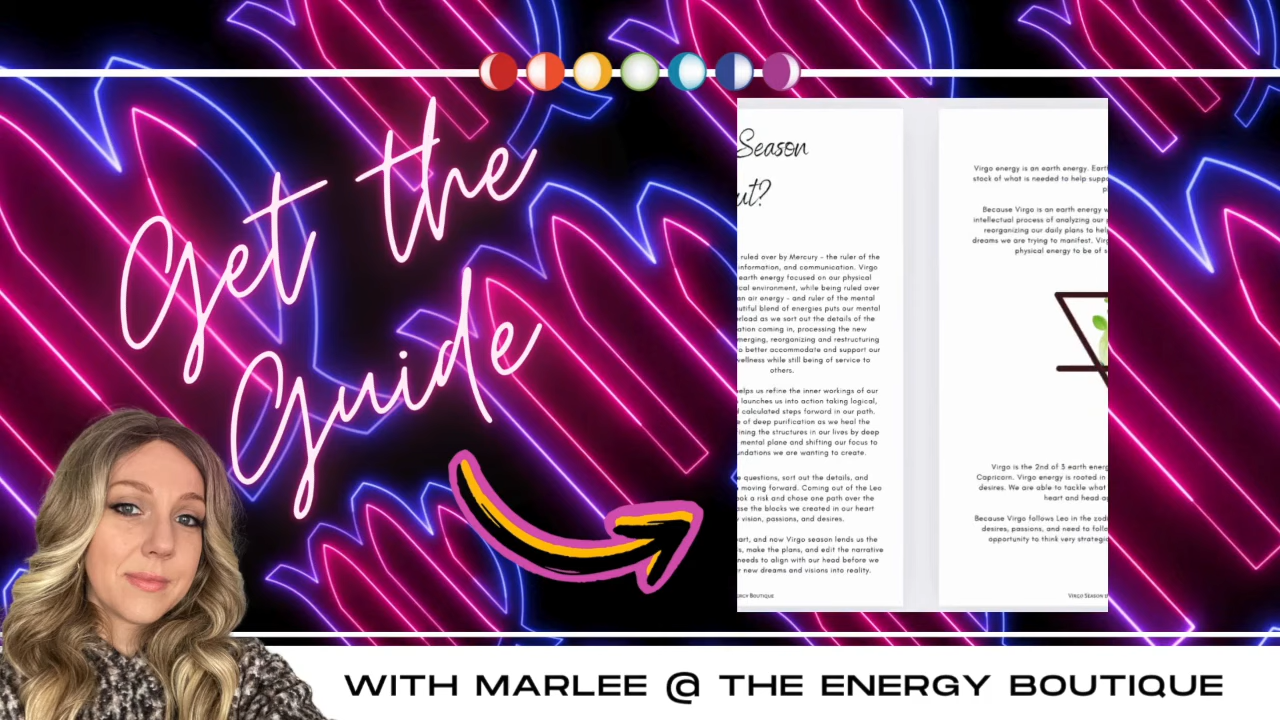 Get the
Guide
Season
ut?
ruled over by Mercury - the ruler of the
information, and communication. Virgo
earth energy focused on our physical
ical environment, while being ruled over
an air energy - and ruler of the mental
utiful blend of energies puts our mental
erload as we sort out the details of the
ation coming in, processing the new
merging, reorganizing and restructuring
o better accommodate and support our
wellness while still being of service to
others.
elps us refine the inner workings of our
launches us into action taking logical,
d calculated steps forward in our path.
e of deep purification as we heal the
ining the structures in our lives by deep
mental plane and shifting our focus to
undations we are wanting to create.
e questions, sort out the details, and
moving forward. Coming out of the Leo
ook a risk and chose one path over the
ase the blocks we created in our heart
r vision, passions, and desires.
art, and now Virgo season lends us the
ls, make the plans, and edit the narrative
needs to align with our head before we
r new dreams and visions into reality.
ergy Boutique
Virgo energy is an earth energy. Eart
stock of what is needed to help suppo
p
Because Virgo is an earth energy w
intellectual process of analyzing our p
reorganizing our daily plans to hel
dreams we are trying to manifest. Virg
physical energy to be of s
Virgo is the 2nd of 3 earth energ
Capricorn. Virgo energy is rooted in
desires. We are able to tackle what
heart and head ag
Because Virgo follows Leo in the zod
desires, passions, and need to follo
opportunity to think very strategic
Virgo Season
WITH MARLEE @ THE ENERGY BOUTIQUE